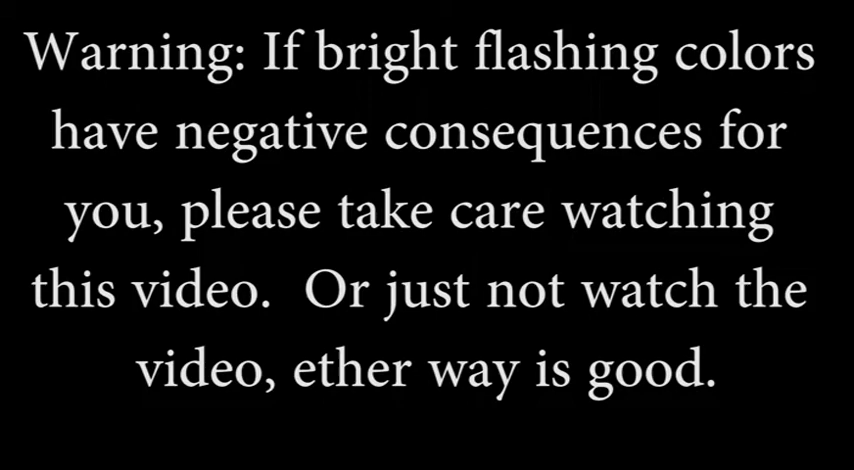 Warning: If bright flashing colors
have negative consequences for
you, please take care watching
this video.  Or just not watch the
video, ether way is good.